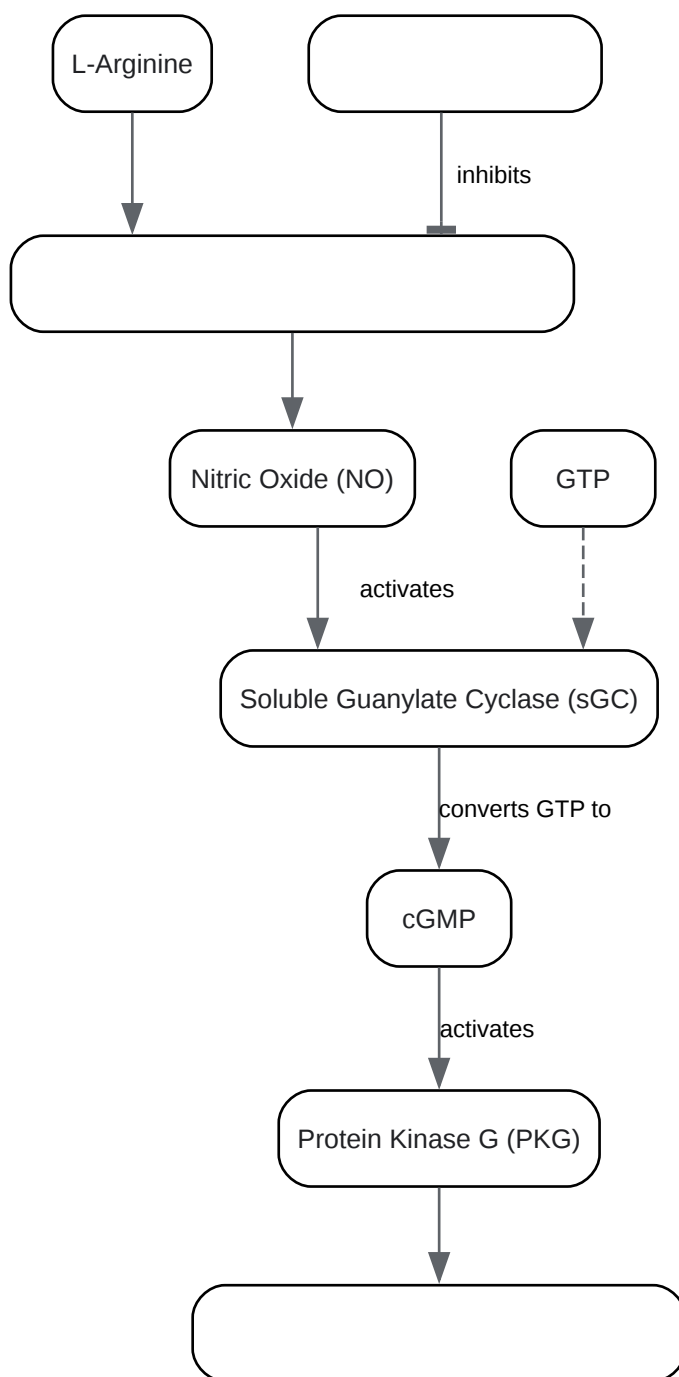 L-Arginine
inhibits
Nitric Oxide (NO)
GTP
activates
Soluble Guanylate Cyclase (sGC)
converts GTP to
cGMP
activates
Protein Kinase G (PKG)